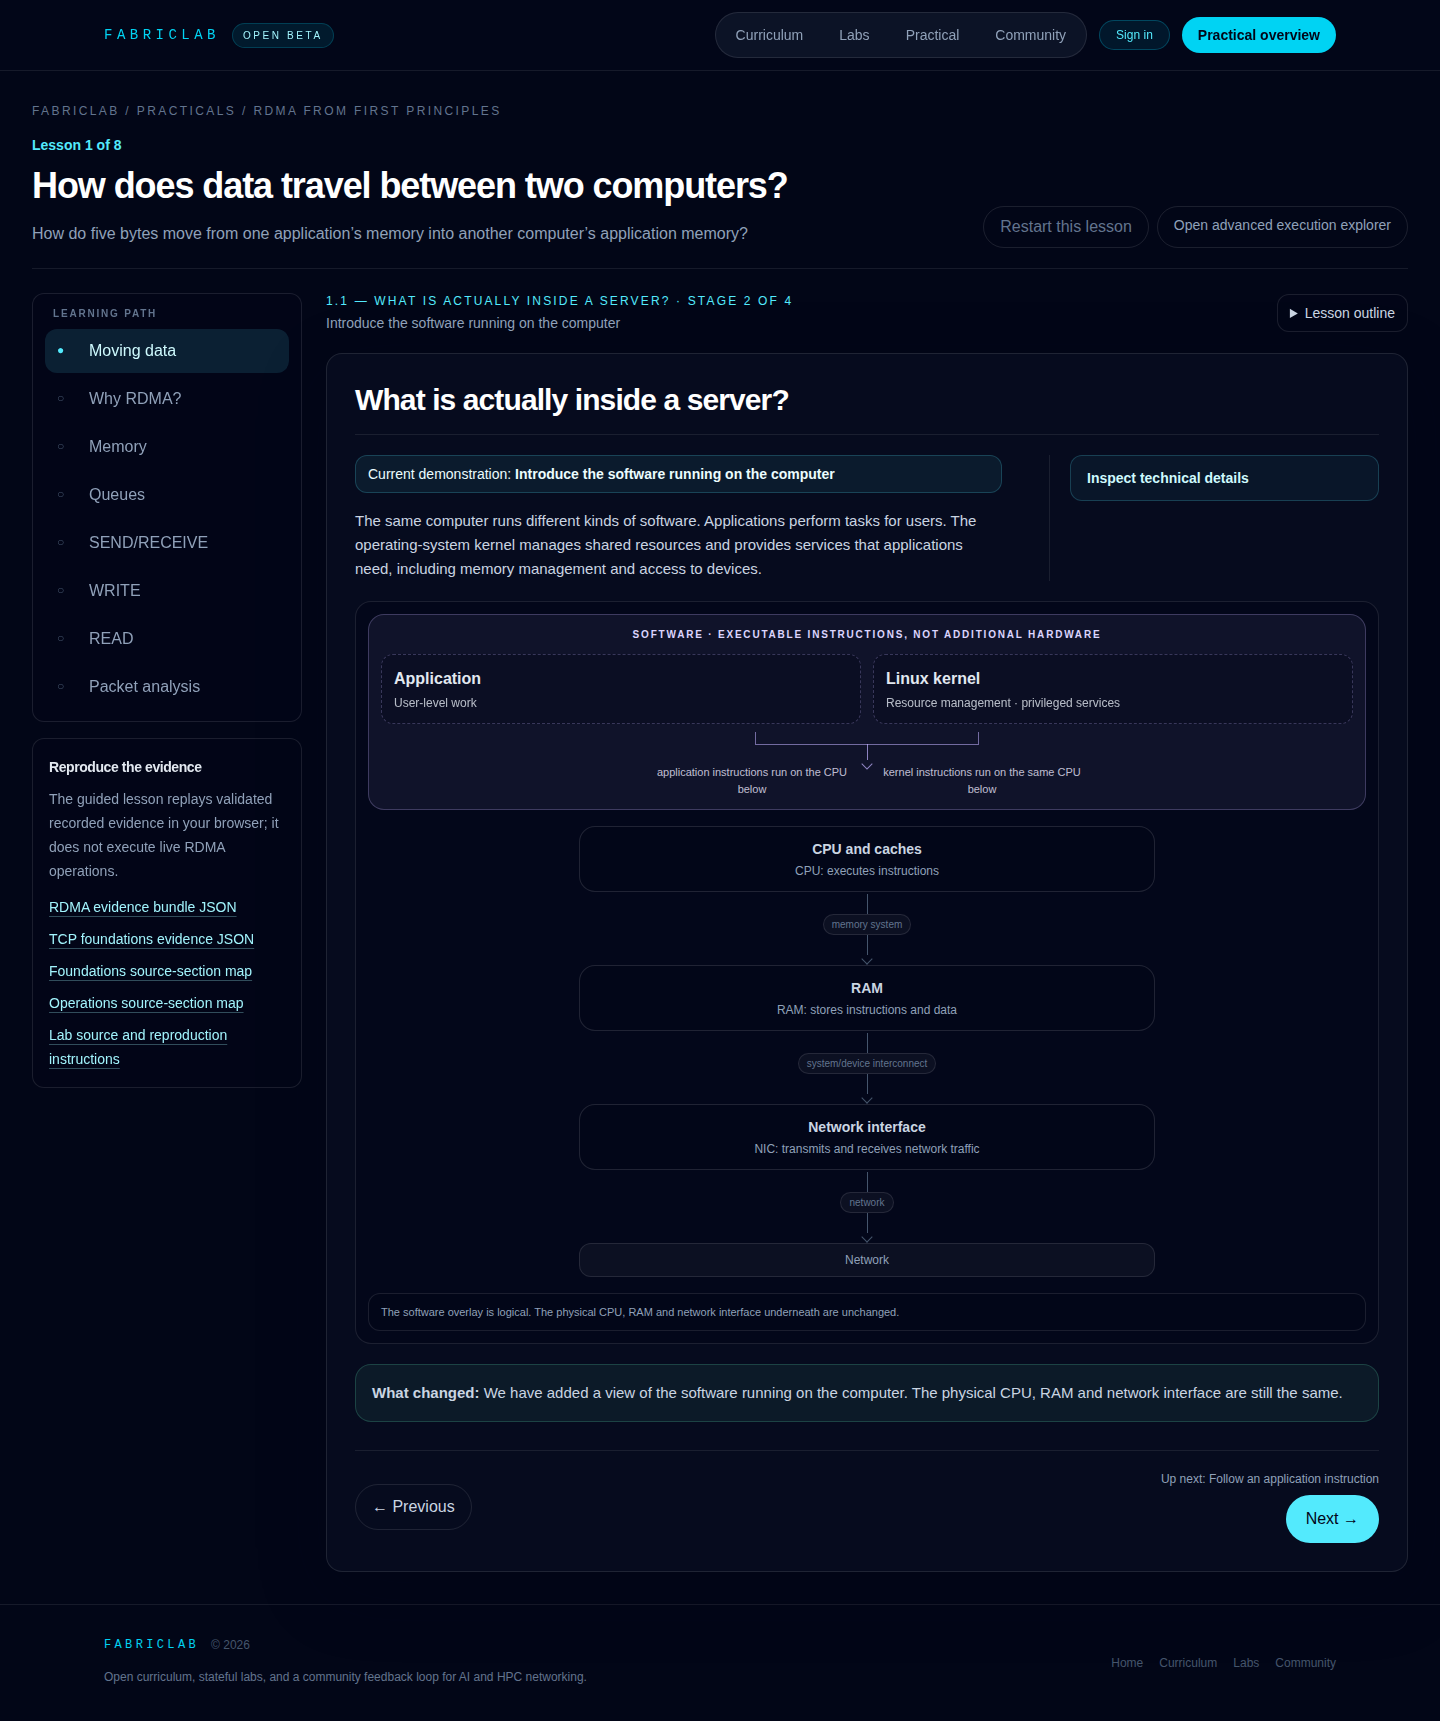 FABRICLAB
OPEN BETA
Curriculum
Labs
Practical
Community
Sign in
Practical overview
FABRICLAB / PRACTICALS / RDMA FROM FIRST PRINCIPLES
Lesson 1 of 8
How does data travel between two computers?
How do five bytes move from one application’s memory into another computer’s application memory?
Restart this lesson
Open advanced execution explorer
LEARNING PATH
Moving data
Why RDMA?
Memory
Queues
SEND/RECEIVE
WRITE
READ
Packet analysis
Reproduce the evidence
The guided lesson replays validated
recorded evidence in your browser; it
does not execute live RDMA
operations.
RDMA evidence bundle JSON
TCP foundations evidence JSON
Foundations source-section map
Operations source-section map
Lab source and reproduction
instructions
1.1 — WHAT IS ACTUALLY INSIDE A SERVER? · STAGE 2 OF 4
Introduce the software running on the computer
▶ Lesson outline
What is actually inside a server?
Current demonstration: Introduce the software running on the computer
Inspect technical details
The same computer runs different kinds of software. Applications perform tasks for users. The
operating-system kernel manages shared resources and provides services that applications
need, including memory management and access to devices.
SOFTWARE · EXECUTABLE INSTRUCTIONS, NOT ADDITIONAL HARDWARE
Application
User-level work
Linux kernel
Resource management · privileged services
application instructions run on the CPU
below
kernel instructions run on the same CPU
below
CPU and caches
CPU: executes instructions
memory system
RAM
RAM: stores instructions and data
system/device interconnect
Network interface
NIC: transmits and receives network traffic
network
Network
The software overlay is logical. The physical CPU, RAM and network interface underneath are unchanged.
What changed: We have added a view of the software running on the computer. The physical CPU, RAM and network interface are still the same.
Up next: Follow an application instruction
← Previous
Next →
FABRICLAB © 2026
Open curriculum, stateful labs, and a community feedback loop for AI and HPC networking.
Home
Curriculum
Labs
Community